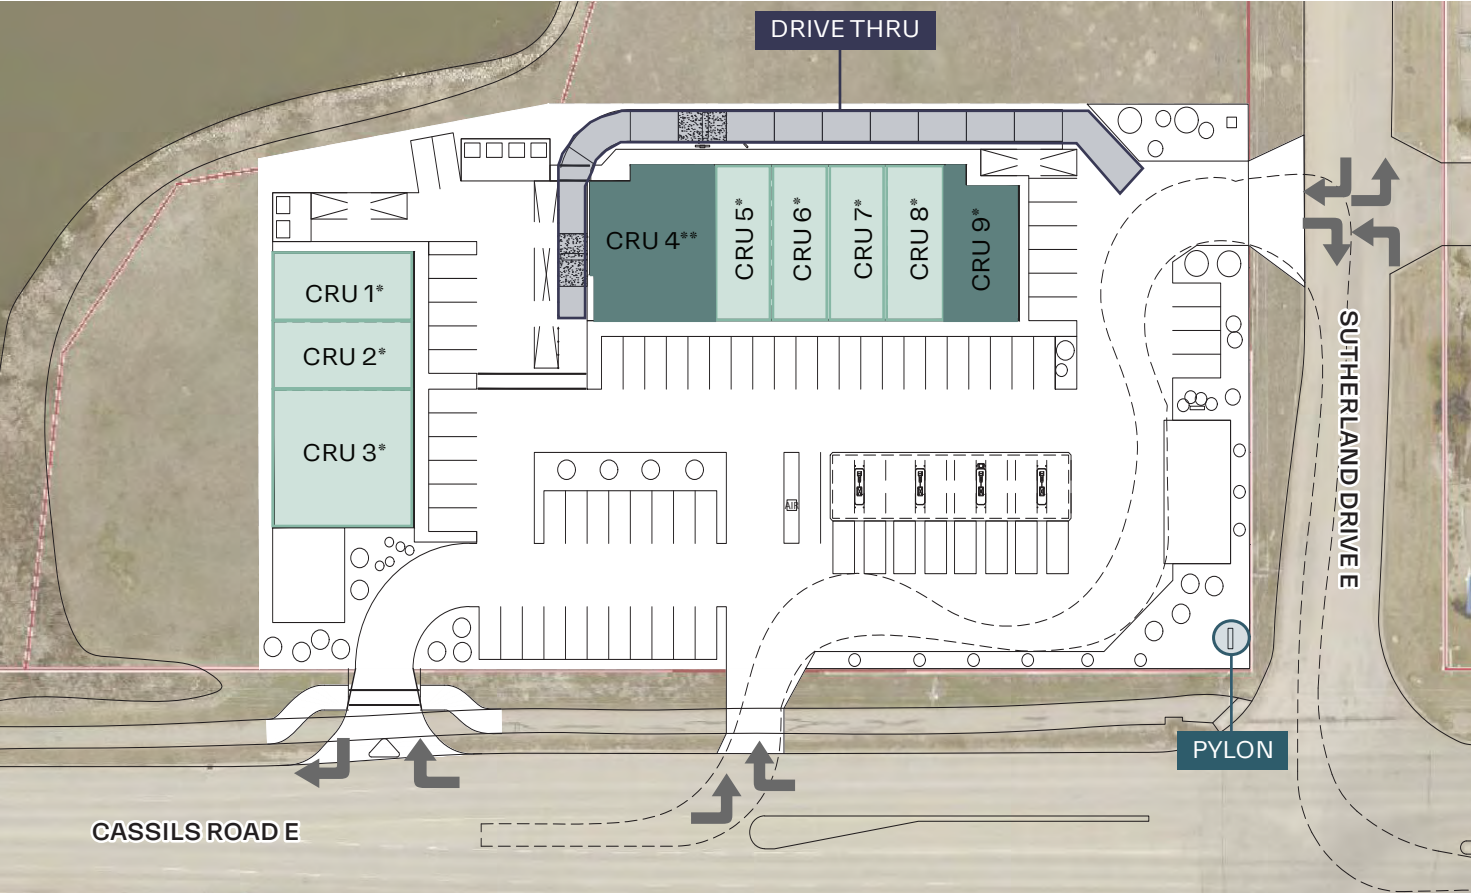 DRIVE THRU
CRU 1*
CRU 2*
CRU 3*
CRU 4**
CRU 5*
CRU 6*
CRU 7*
CRU 8*
CRU 9*
AIR
SUTHERLAND DRIVE E
PYLON
CASSILS ROAD E